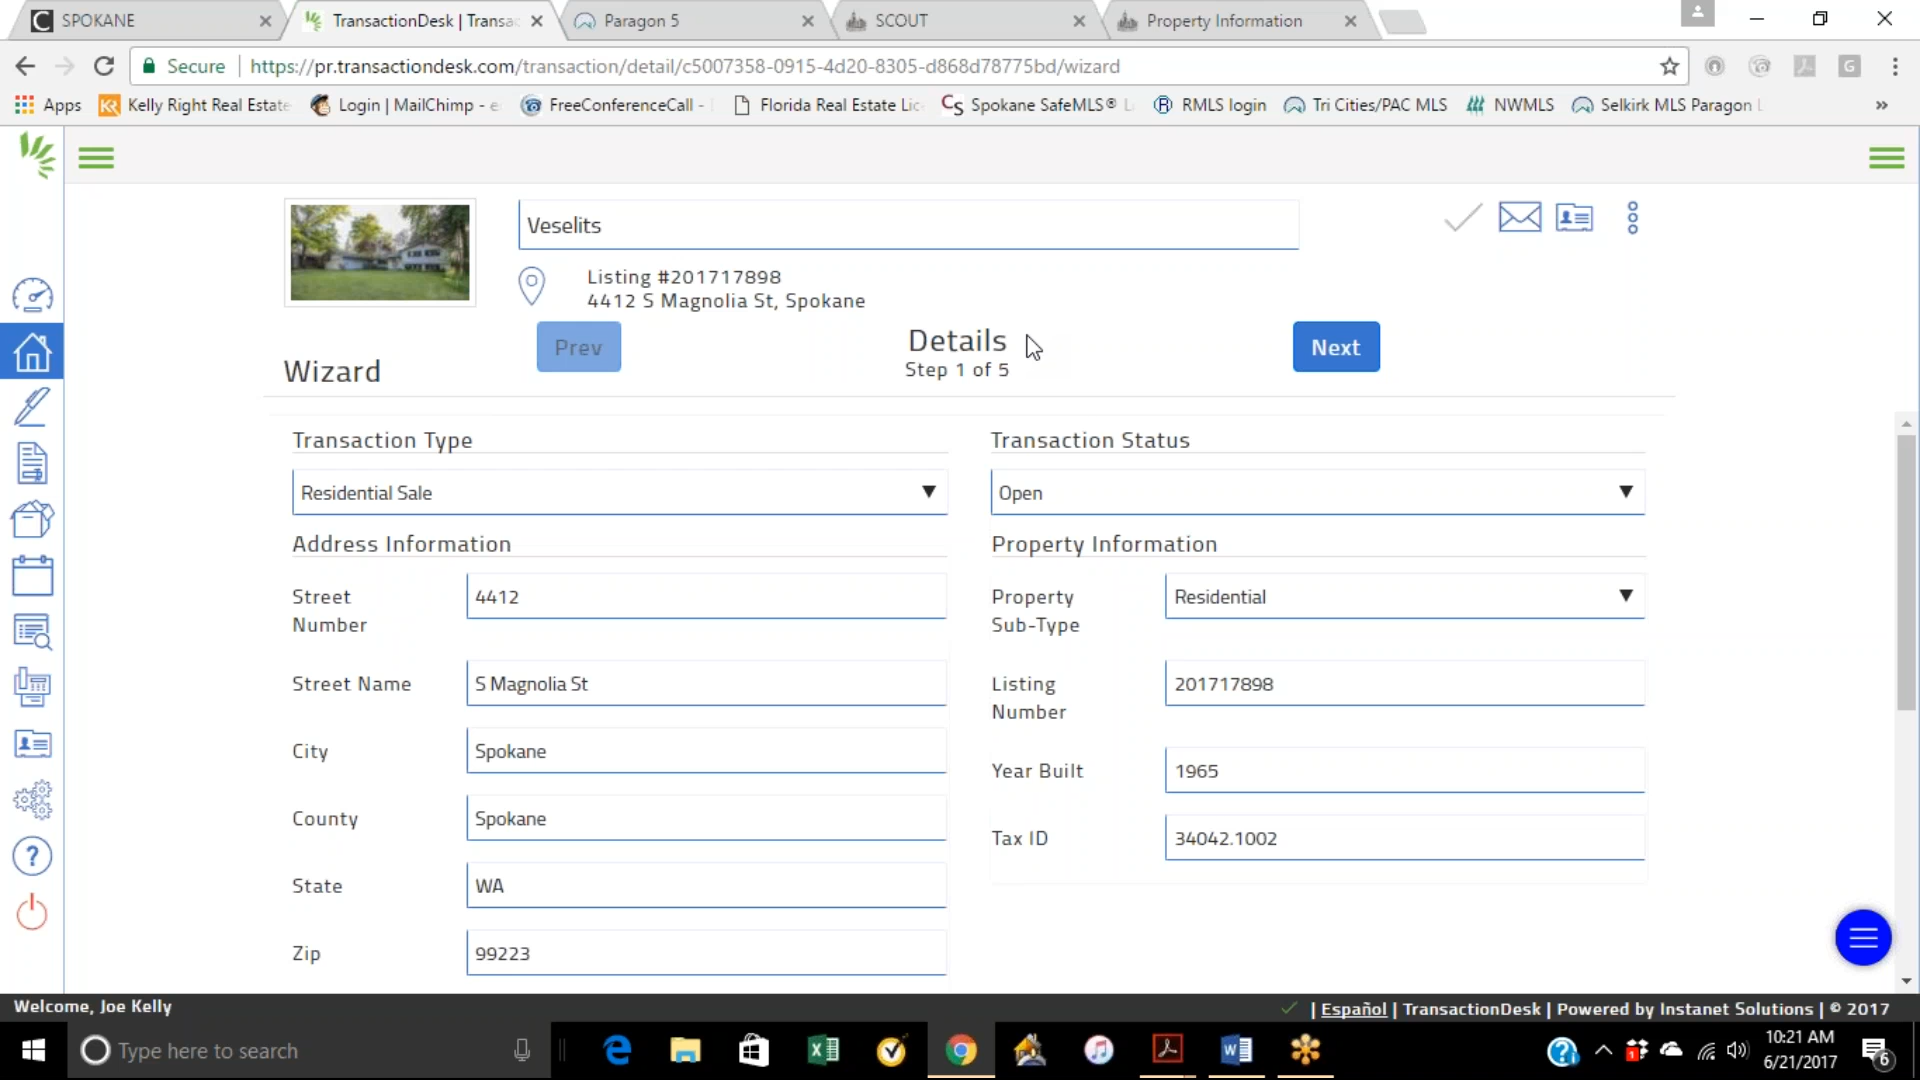 SPOKANE
TransactionDesk | Transac
Paragon 5
SCOUT
Property Information
Secure | https://pr.transactiondesk.com/transaction/detail/c5007358-0915-4d20-8305-d868d78775bd/wizard
Apps
Kelly Right Real Estate
Login | MailChimp - e
FreeConferenceCall -
Florida Real Estate Lic
Spokane SafeMLS® L
RMLS login
Tri Cities/PAC MLS
NWMLS
Selkirk MLS Paragon L
»
Veselits
Listing #201717898
4412 S Magnolia St, Spokane
Wizard
Prev
Details
Step 1 of 5
Next
Transaction Type
Residential Sale
Transaction Status
Open
Address Information
Street Number
4412
Street Name
S Magnolia St
City
Spokane
County
Spokane
State
WA
Zip
99223
Property Information
Property Sub-Type
Residential
Listing Number
201717898
Year Built
1965
Tax ID
34042.1002
Welcome, Joe Kelly
| Español | TransactionDesk | Powered by Instanet Solutions | © 2017
Type here to search
10:21 AM
6/21/2017
6